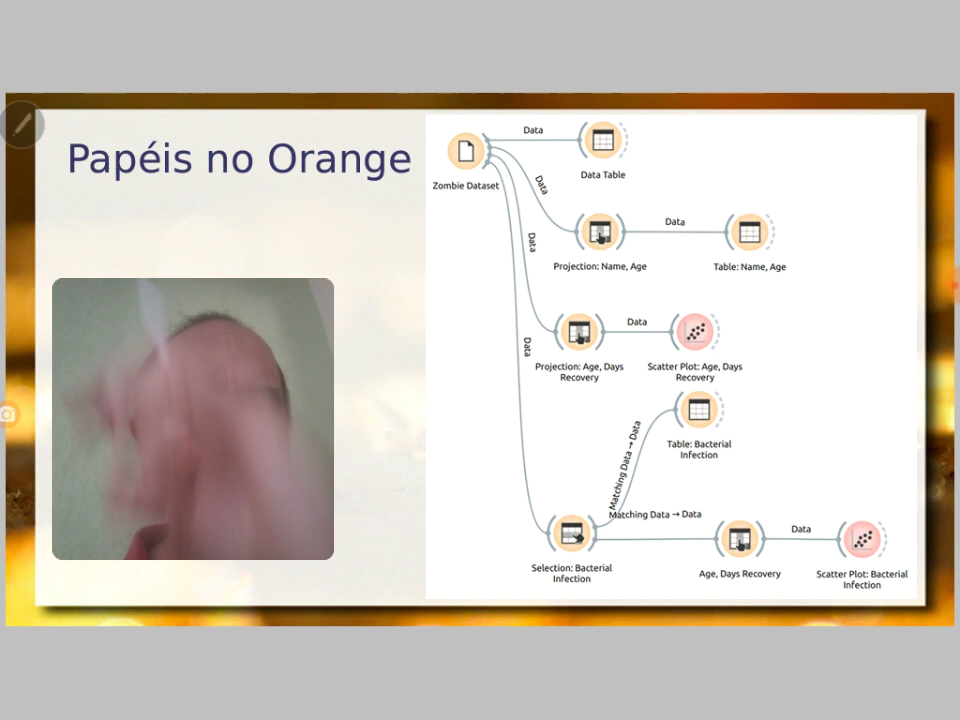 Papéis no Orange
Data
Zombie Dataset
Data Table
Data
Data
Projection: Name, Age
Table: Name, Age
Data
Data
Projection: Age, Days
Recovery
Scatter Plot: Age, Days
Recovery
Data
Matching Data → Data
Table: Bacterial
Infection
Matching Data → Data
Data
Selection: Bacterial
Infection
Age, Days Recovery
Scatter Plot: Bacterial
Infection